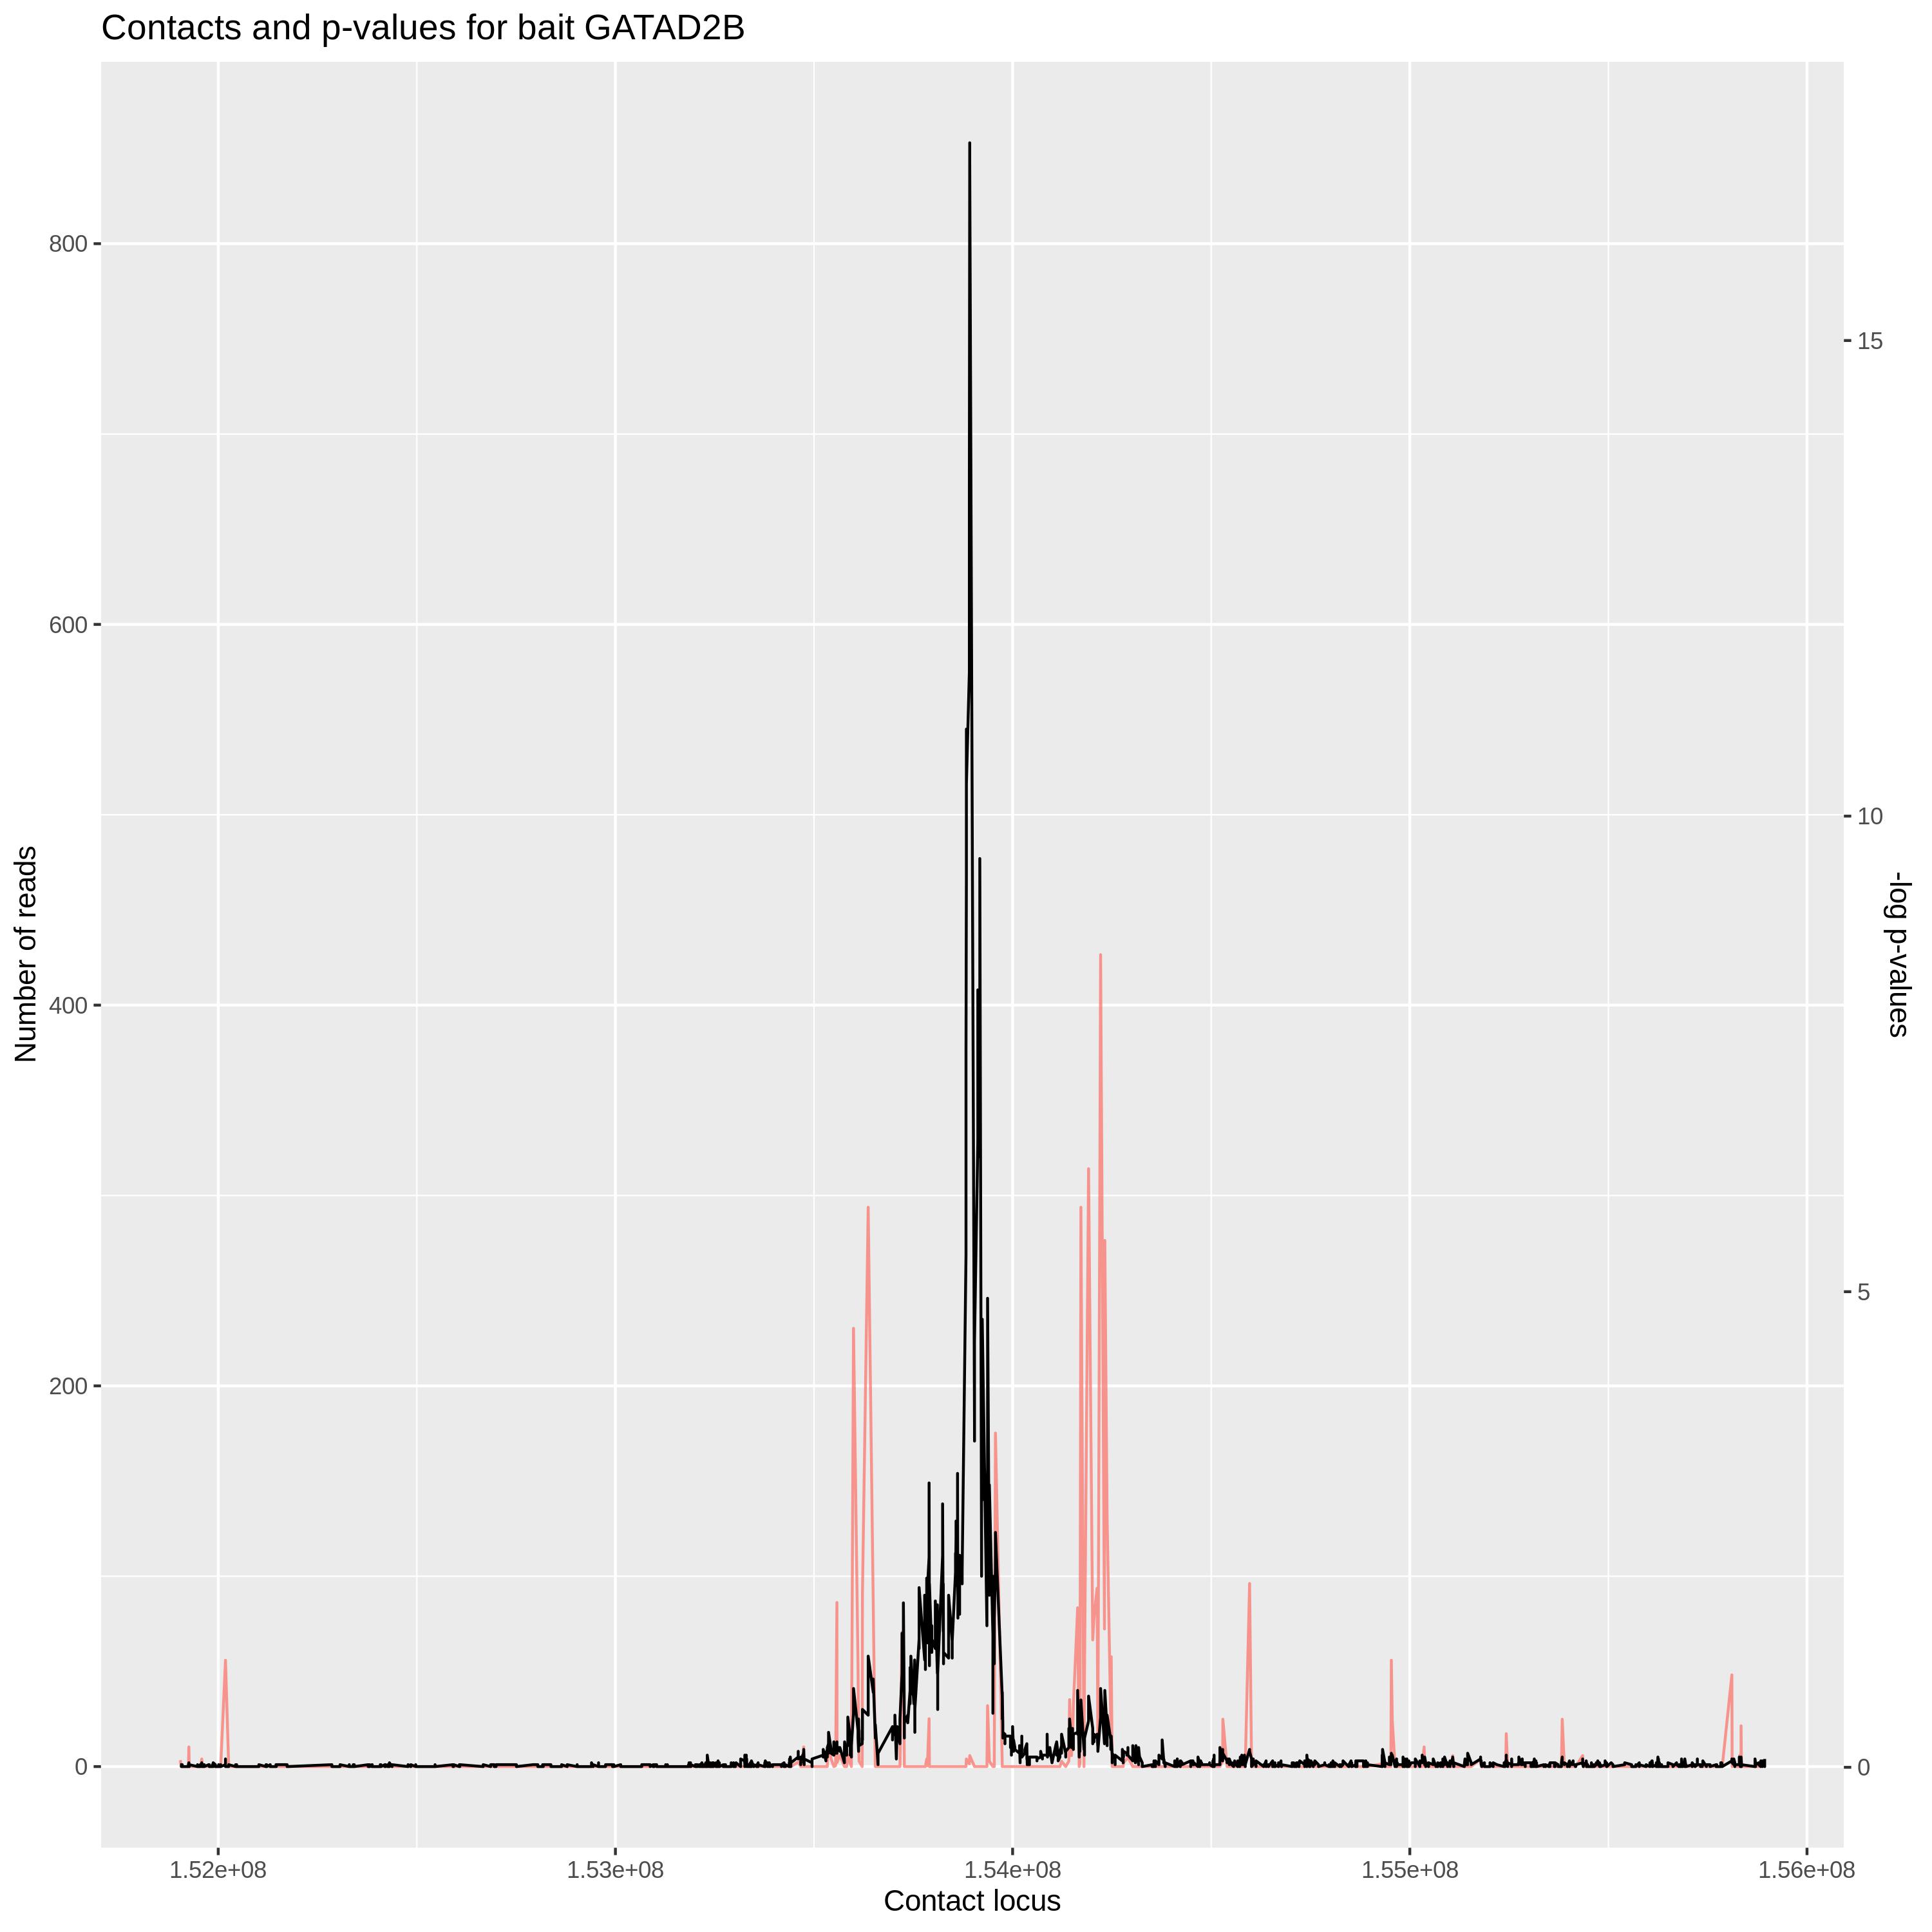 Contacts and p-values for bait GATAD2B
800
600
400
200
0
Number of reads
15
10
5
0
-log p-values
1.52e+08 1.53e+08 1.54e+08 1.55e+08 1.56e+08
Contact locus